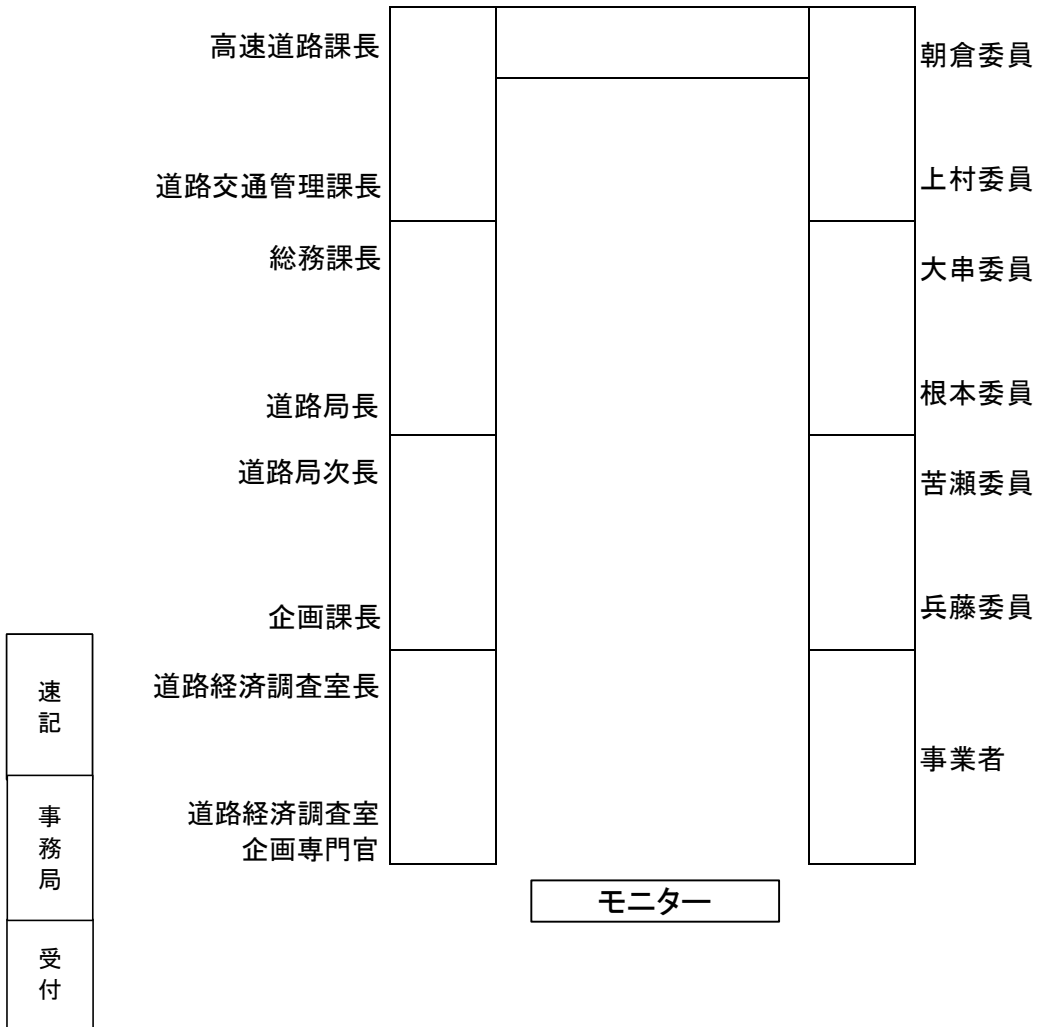 高速道路課長
朝倉委員
道路交通管理課長
上村委員
総務課長
大串委員
道路局長
根本委員
道路局次長
苦瀬委員
企画課長
兵藤委員
道路経済調査室長
事業者
道路経済調査室
企画専門官
速記
事務局
受付
モニター